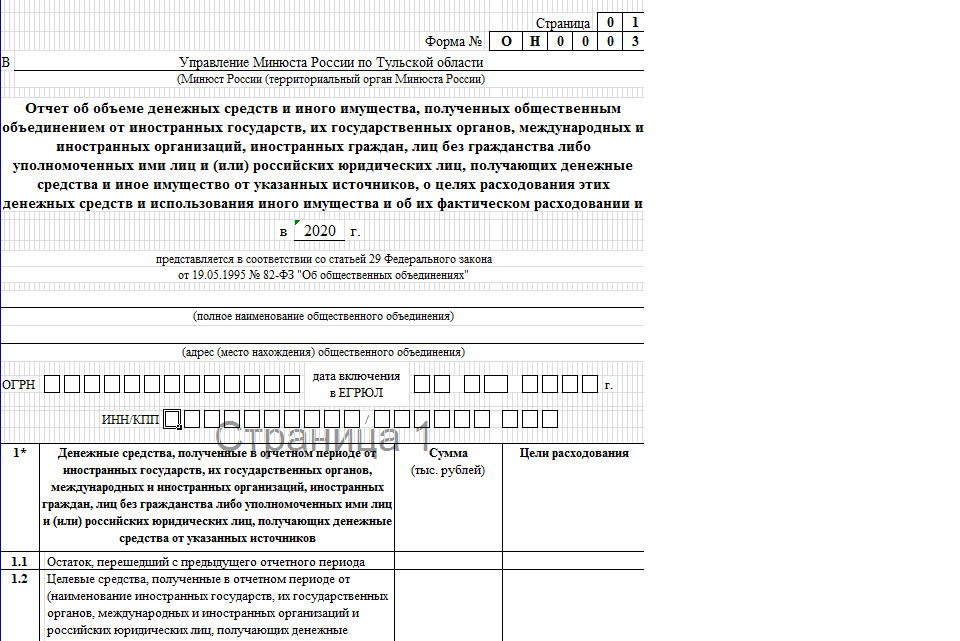 Страница 0 1
Форма № О Н 0 0 0 3
В Управление Минюста России по Тульской области
(Минюст России (территориальный орган Минюста России)
Отчет об объеме денежных средств и иного имущества, полученных общественным
объединением от иностранных государств, их государственных органов, международных и
иностранных организаций, иностранных граждан, лиц без гражданства либо
уполномоченных ими лиц и (или) российских юридических лиц, получающих денежные
средства и иное имущество от указанных источников, о целях расходования этих
денежных средств и использования иного имущества и об их фактическом расходовании и
в 2020 г.
представляется в соответствии со статьей 29 Федерального закона
от 19.05.1995 № 82-ФЗ "Об общественных объединениях"
(полное наименование общественного объединения)
(адрес (место нахождения) общественного объединения)
ОГРН дата включения
в ЕГРЮЛ г.
ИНН/КПП /
Страница 1
1* Денежные средства, полученные в отчетном периоде от
иностранных государств, их государственных органов,
международных и иностранных организаций, иностранных
граждан, лиц без гражданства либо уполномоченных ими лиц
и (или) российских юридических лиц, получающих денежные
средства от указанных источников
Сумма
(тыс. рублей)
Цели расходования
1.1 Остаток, перешедший с предыдущего отчетного периода
1.2 Целевые средства, полученные в отчетном периоде от
(наименование иностранных государств, их государственных
органов, международных и иностранных организаций и
российских юридических лиц, получающих денежные